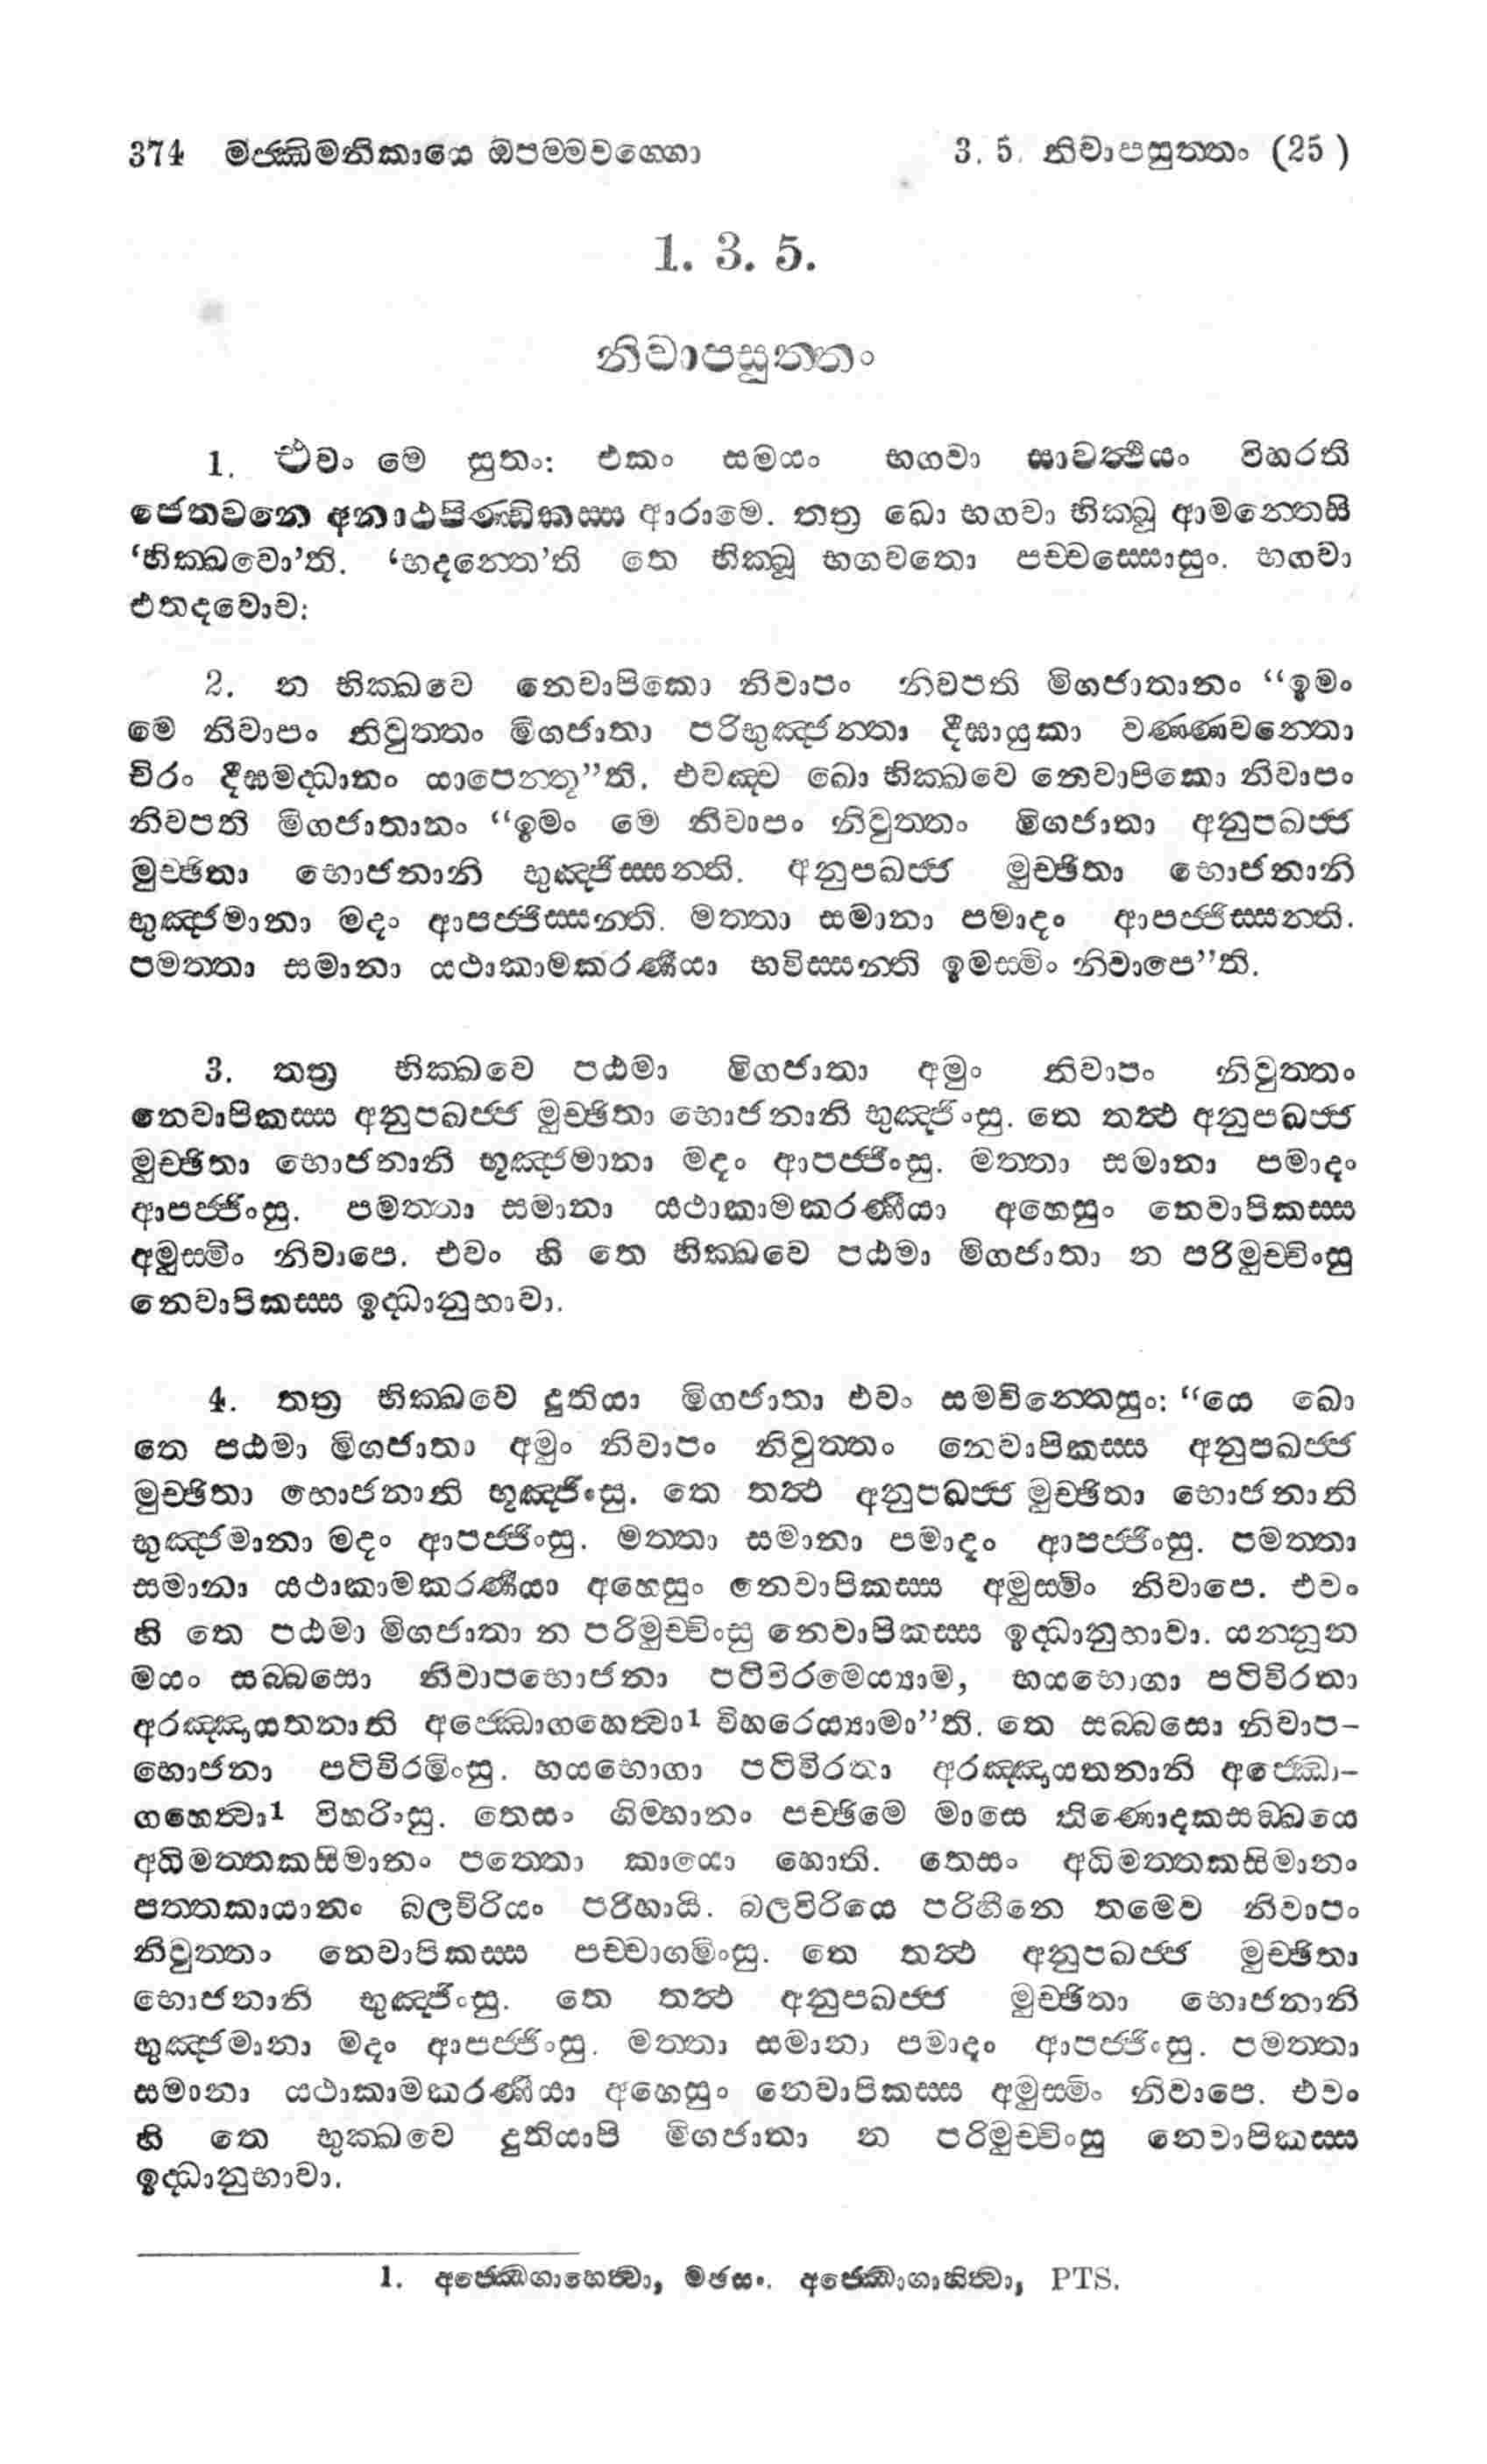 374 මජ්ඣිමනිකායෙ ඔපම්මවග්ගො 3. 5. නිවාපසුත්තං (25)
1. 3. 5.
නිවාපසුත්තං
1. එවං මෙ සුතං: එකං සමයං භගවා සාවත්ථියං විහරති
ජෙතවනෙ අනාථපිණ්ඩිකස්ස ආරාමෙ. තත්‍ර ඛො භගවා භික්ඛූ ආමන්තෙසි
‘භික්ඛවො’ති. ‘භදන්තෙ’ති තෙ භික්ඛූ භගවතො පච්චස්සොසුං. භගවා
එතදවොච:
2. න භික්ඛවෙ නෙවාපිකො නිවාපං නිවපති මිගජාතානං “ඉමං
මෙ නිවාපං නිවුත්තං මිගජාතා පරිභුඤ්ජන්තා දීඝායුකා වණ්ණවන්තො
චිරං දීඝමද්ධානං යාපෙන්තූ”ති. එවඤ්ච ඛො භික්ඛවෙ නෙවාපිකො නිවාපං
නිවපති මිගජාතානං “ඉමං මෙ නිවාපං නිවුත්තං මිගජාතා අනුපඛජ්ජ
මුච්ඡිතා භොජනානි භුඤ්ජිස්සන්ති. අනුපඛජ්ජ මුච්ඡිතා භොජනානි
භුඤ්ජමානා මදං ආපජ්ජිස්සන්ති. මත්තා සමානා පමාදං ආපජ්ජිස්සන්ති.
පමත්තා සමානා යථාකාමකරණීයා භවිස්සන්ති ඉමස්මිං නිවාපෙ”ති.
3. තත්‍ර භික්ඛවෙ පඨමා මිගජාතා අමුං නිවාපං නිවුත්තං
නෙවාපිකස්ස අනුපඛජ්ජ මුච්ඡිතා භොජනානි භුඤ්ජිංසු. තෙ තත්ථ අනුපඛජ්ජ
මුච්ඡිතා භොජනානි භූඤ්ජමානා මදං ආපජ්ජිංසු. මත්තා සමානා පමාදං
ආපජ්ජිංසු. පමත්තා සමානා යථාකාමකරණීයා අහෙසුං නෙවාපිකස්ස
අමුස්මිං නිවාපෙ. එවං හි තෙ භික්ඛවෙ පඨමා මිගජාතා න පරිමුච්චිංසු
නෙවාපිකස්ස ඉද්ධානුභාවා.
4. තත්‍ර භික්ඛවෙ දුතියා මිගජාතා එවං සමචින්තෙසුං: “යෙ ඛො
තෙ පඨමා මිගජාතා අමුං නිවාපං නිවුත්තං නෙවාපිකස්ස අනුපඛජ්ජ
මුච්ඡිතා භොජනානි භූඤ්ජිංසු. තෙ තත්ථ අනුපඛජ්ජ මුච්ඡිතා භොජනානි
භුඤ්ජමානා මදං ආපජ්ජිංසු. මත්තා සමානා පමාදං ආපජ්ජිංසු. පමත්තා
සමානා යථාකාමකරණීයා අහෙසුං නෙවාපිකස්ස අමුස්මිං නිවාපෙ. එවං
හි තෙ පඨමා මිගජාතා න පරිමුච්චිංසු නෙවාපිකස්ස ඉද්ධානුභාවා. යන්නූන
මයං සබ්බසො නිවාපභොජනා පටිවිරමෙය්‍යාම, භයභොගා පටිවිරතා
අරඤ්ඤායතනානි අජ්ඣොගහෙත්‍වා1 විහරෙය්‍යාමා”ති. තෙ සබ්බසො නිවාප-
භොජනා පටිවිරමිංසු. භයභොගා පටිවිරතා අරඤ්ඤායතනානි අජ්ඣො-
ගහෙත්‍වා1 විහරිංසු. තෙසං ගිම්හානං පච්ඡිමෙ මාසෙ තිණොදකසඞ්ඛයෙ
අධිමත්තකසිමානං පත්තො කායො හොති. තෙසං අධිමත්තකසිමානං
පත්තකායානං බලවිරියං පරිහායි. බලවිරියෙ පරිහීනෙ තමෙව නිවාපං
නිවුත්තං නෙවාපිකස්ස පච්චාගමිංසු. තෙ තත්ථ අනුපඛජ්ජ මුච්ඡිතා
භොජනානි භුඤ්ජිංසු. තෙ තත්ථ අනුපඛජ්ජ මුච්ඡිතා භොජනානි
භුඤ්ජමානා මදං ආපජ්ජිංසු. මත්තා සමානා පමාදං ආපජ්ජිංසු. පමත්තා
සමානා යථාකාමකරණීයා අහෙසුං නෙවාපිකස්ස අමුස්මිං නිවාපෙ. එවං
හි තෙ භුක්ඛවෙ දුතියාපි මිගජාතා න පරිමුච්චිංසු නෙවාපිකස්ස
ඉද්ධානුභාවා.
1. අජ්ඣොගාහෙත්‍වා, මජසං. අජ්ඣොගාහිත්‍වා, PTS.